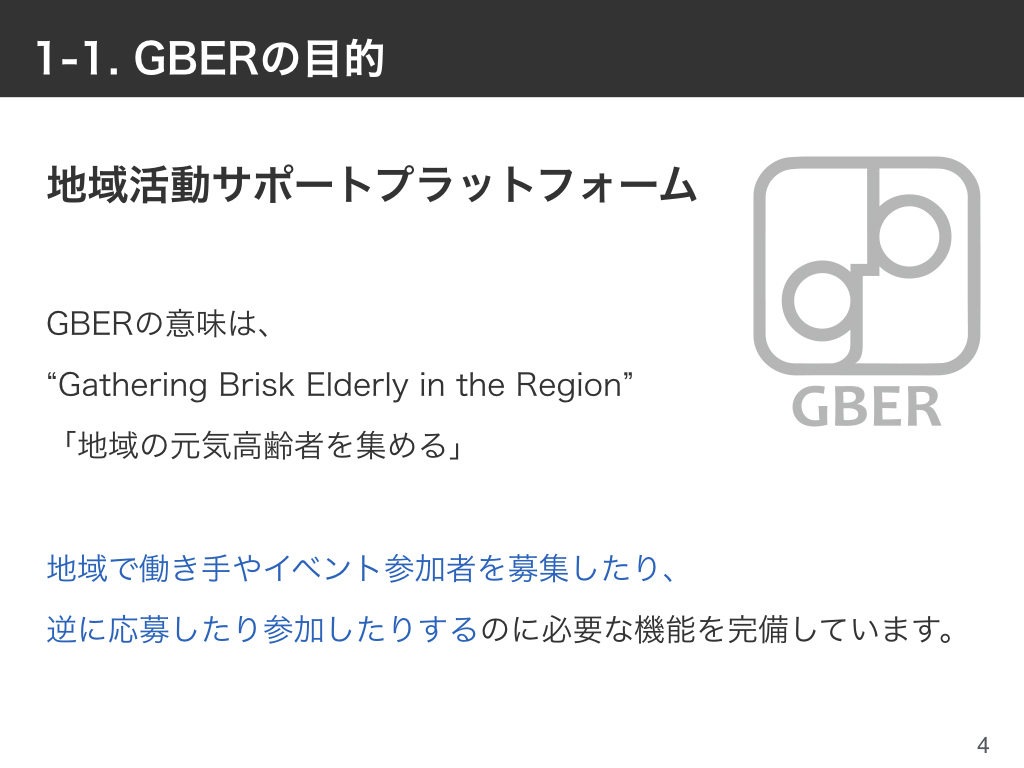 1-1. GBERの目的
地域活動サポートプラットフォーム
gb
GBER
GBERの意味は、
“Gathering Brisk Elderly in the Region”
「地域の元気高齢者を集める」
地域で働き手やイベント参加者を募集したり、
逆に応募したり参加したりするのに必要な機能を完備しています。
4